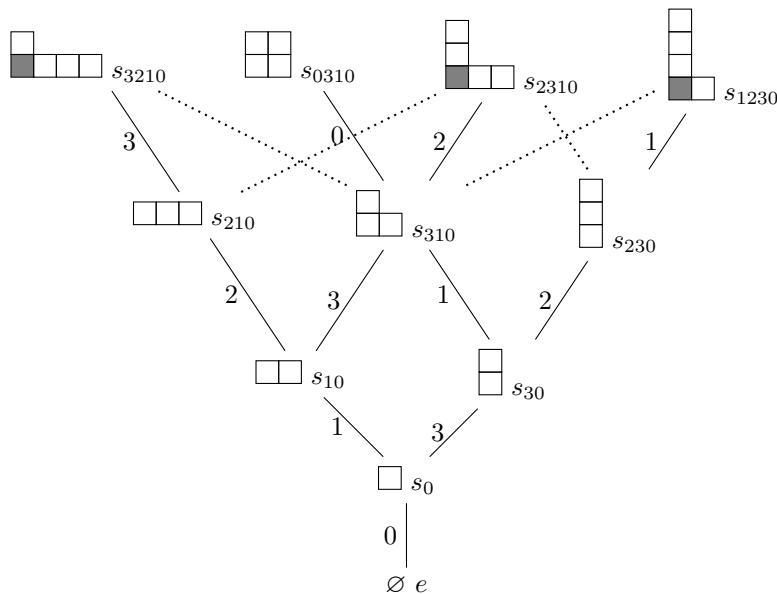 s₃₂₁₀ s₀₃₁₀ s₂₃₁₀ s₁₂₃₀
3 0 2 1
s₂₁₀ s₃₁₀ s₂₃₀
2 3 1 2
s₁₀ s₃₀
1 3
s₀
0
∅ e